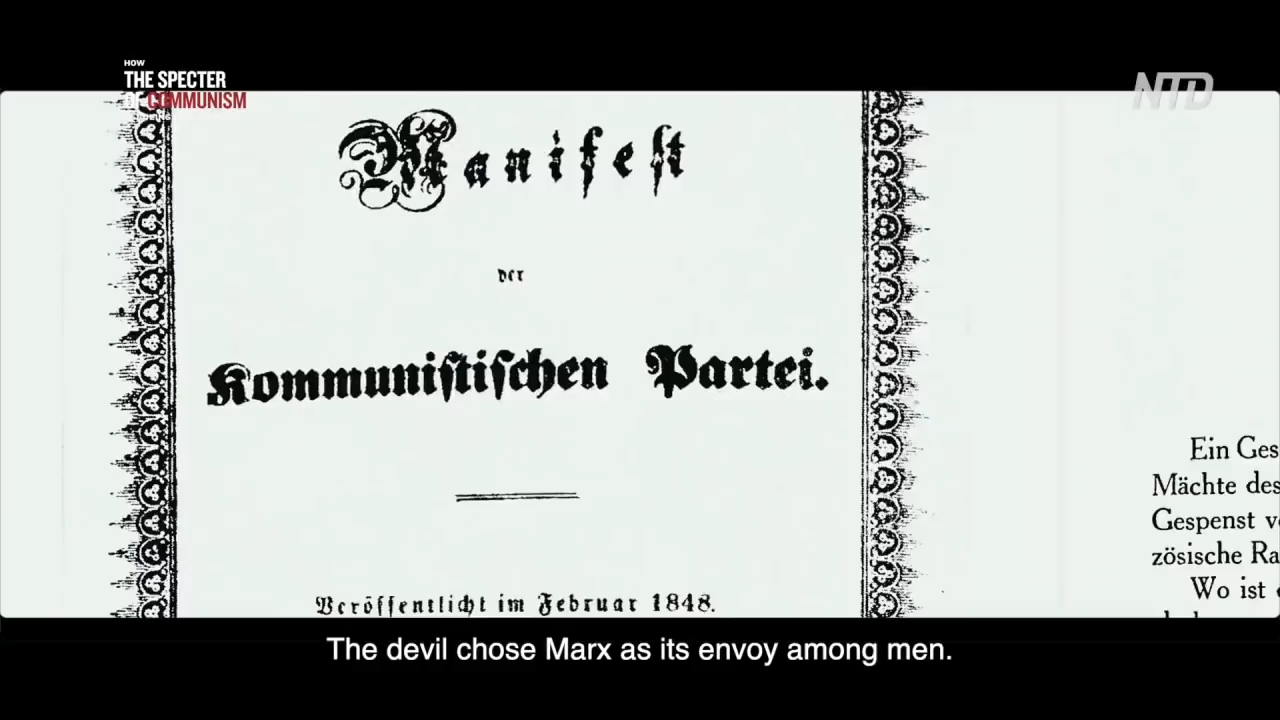 HOW
THE SPECTER
OF COMMUNISM
NTD
Manifest
der
Kommunistischen Partei.
Veröffentlicht im Februar 1848.
Ein Ges
Mächte des
Gespenst v
zösische Ra
Wo ist
The devil chose Marx as its envoy among men.